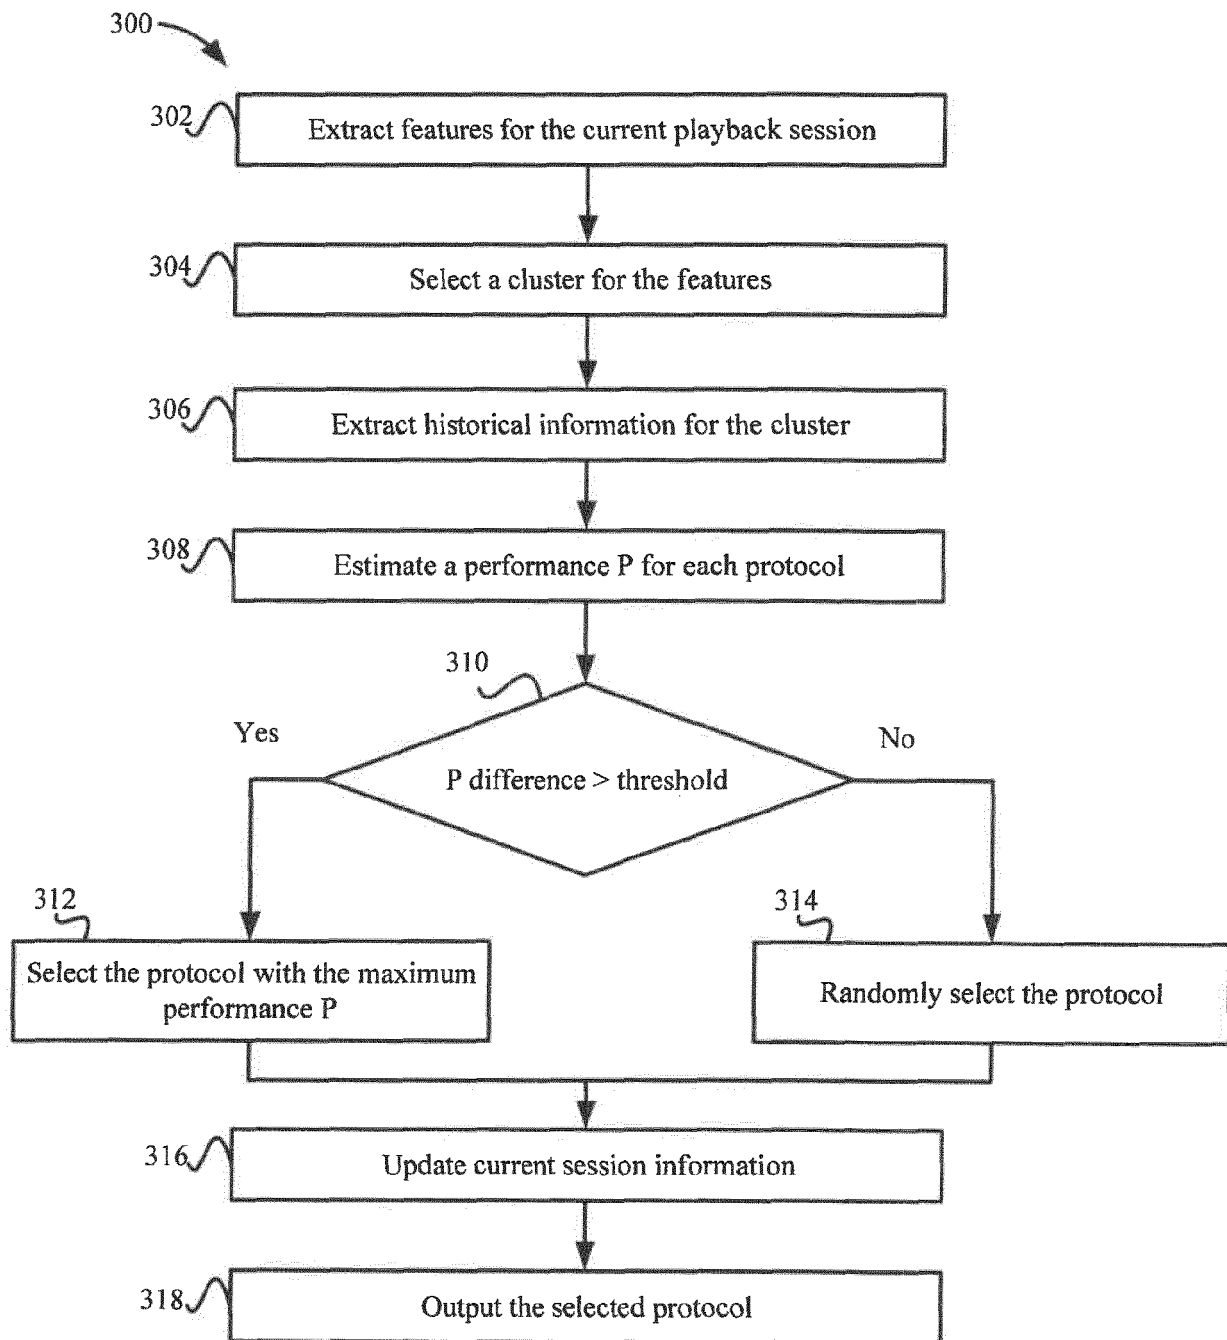 300
302
Extract features for the current playback session
304
Select a cluster for the features
306
Extract historical information for the cluster
308
Estimate a performance P for each protocol
310
Yes
No
P difference > threshold
312
314
Select the protocol with the maximum
performance P
Randomly select the protocol
316
Update current session information
318
Output the selected protocol